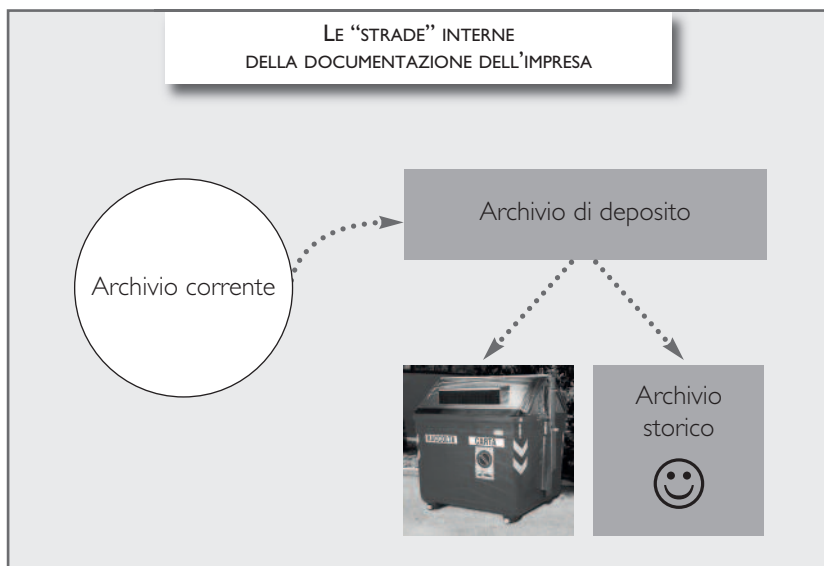 LE “STRADE” INTERNE
DELLA DOCUMENTAZIONE DELL’IMPRESA
Archivio corrente
Archivio di deposito
RACCOLTA
CARTA
Archivio
storico